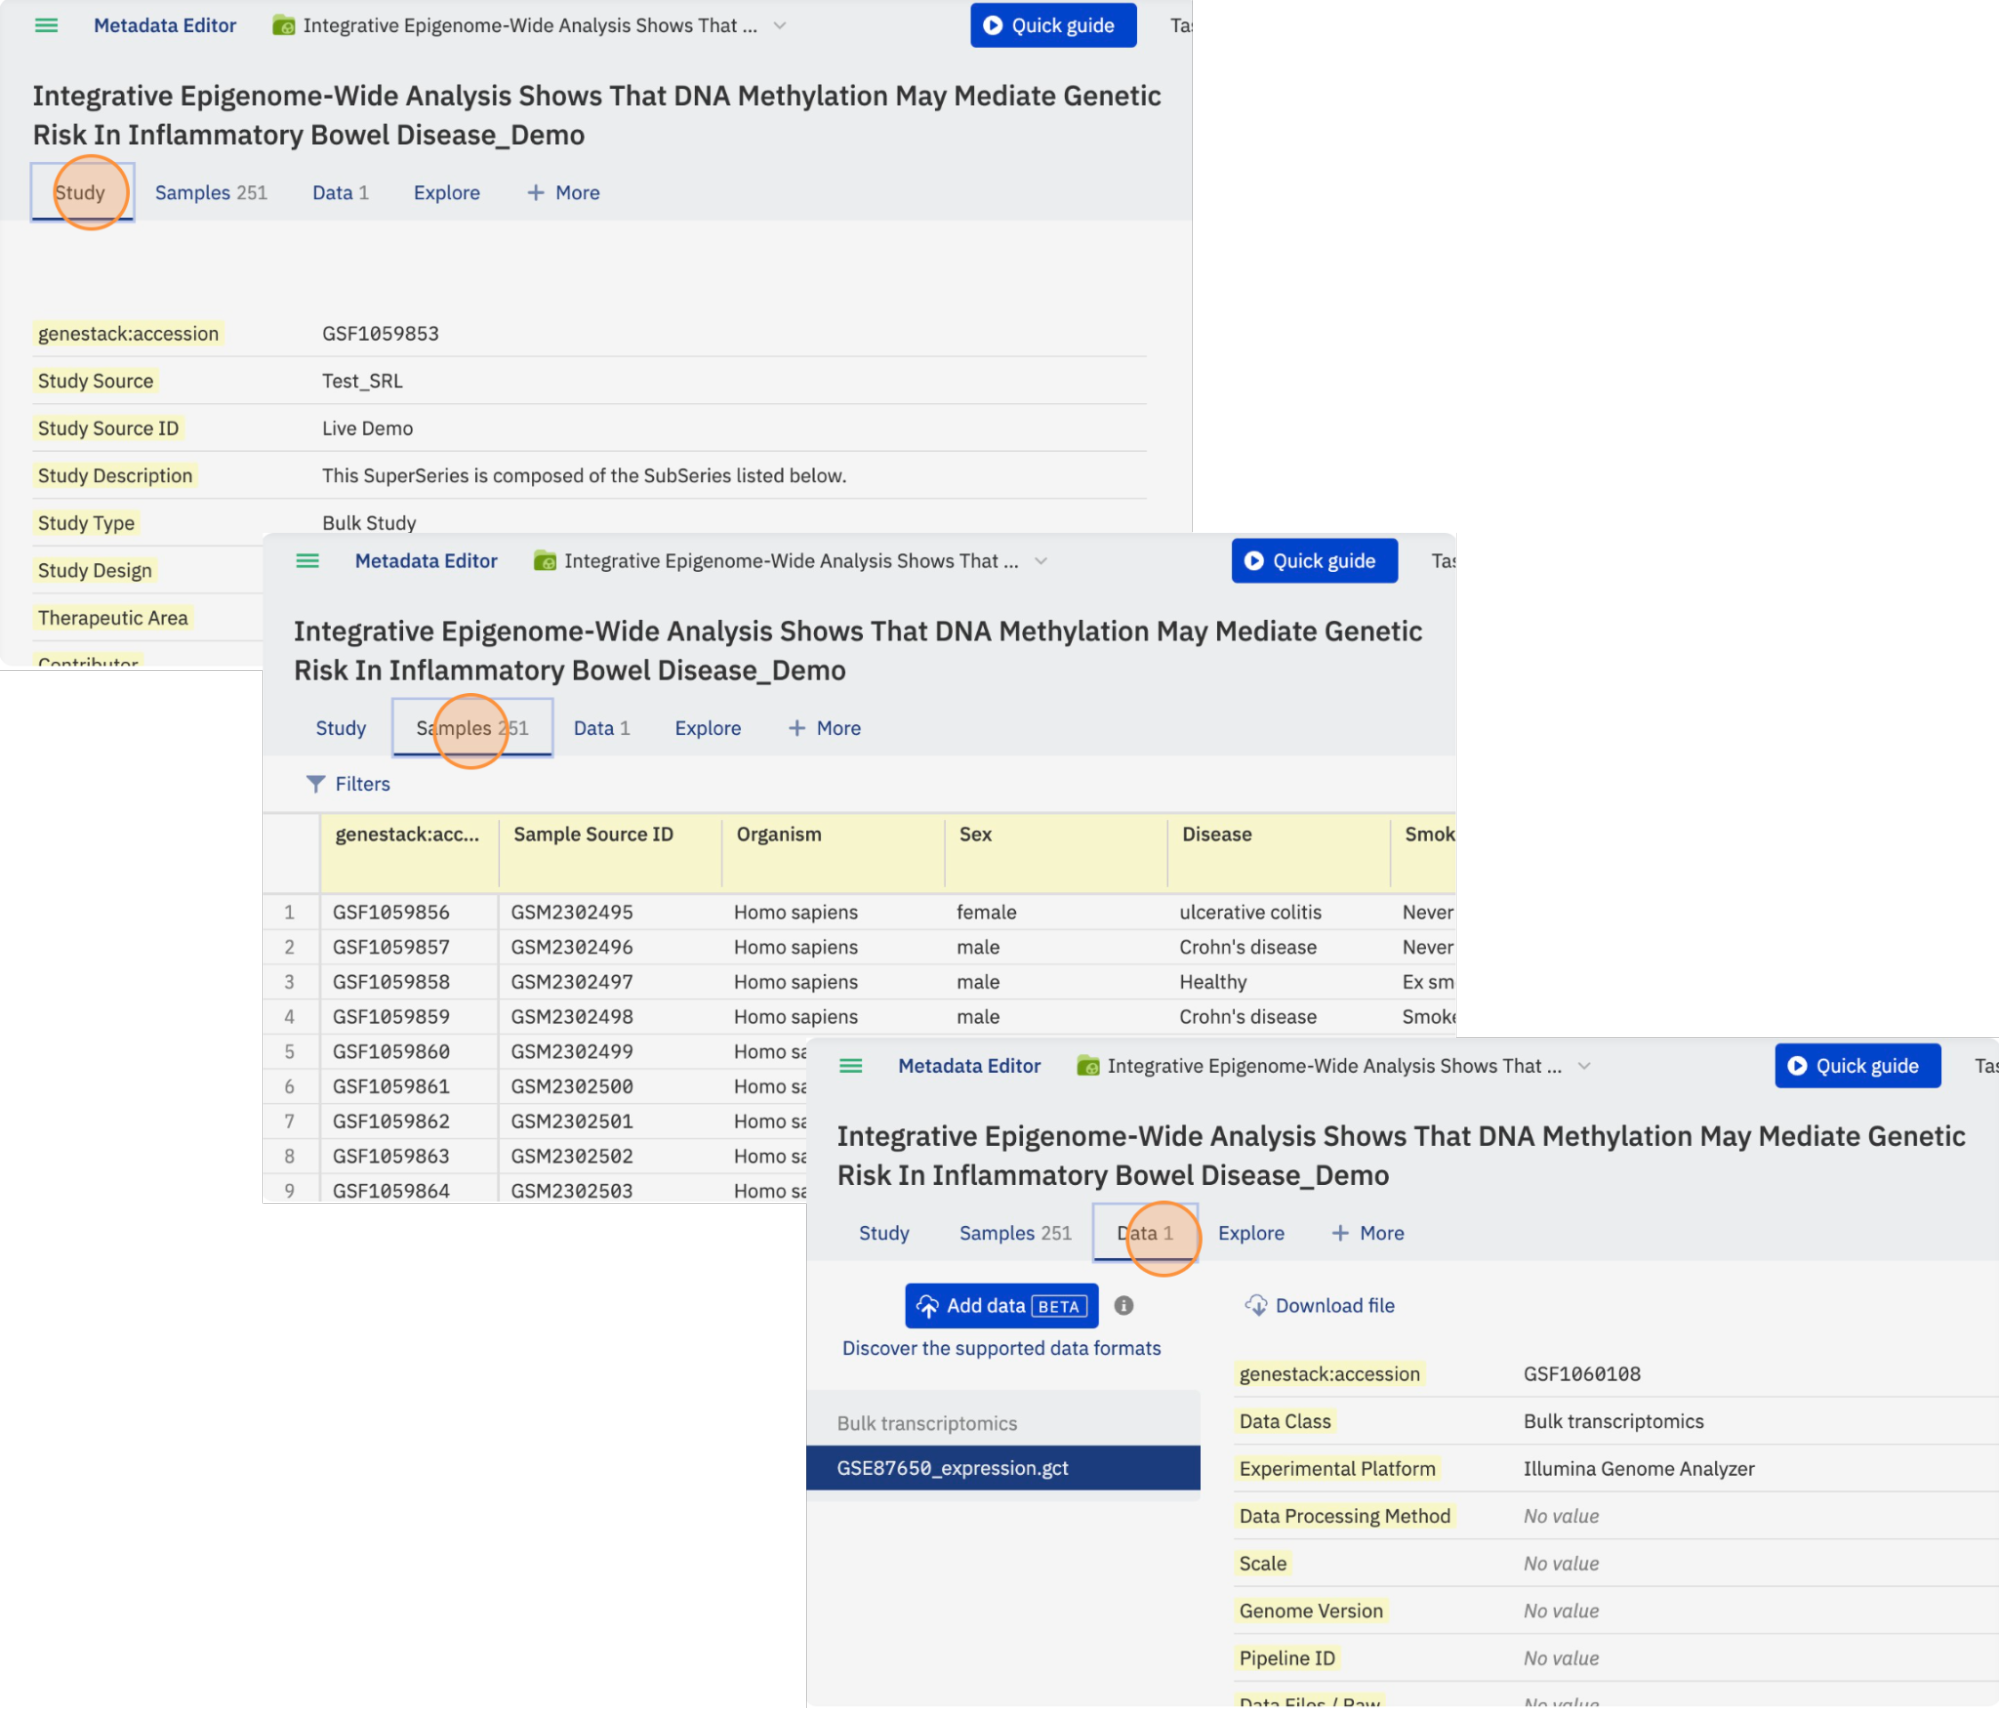 Metadata Editor Integrative Epigenome-Wide Analysis Shows That ... Quick guide
Integrative Epigenome-Wide Analysis Shows That DNA Methylation May Mediate Genetic
Risk In Inflammatory Bowel Disease_Demo
Study Samples 251 Data 1 Explore + More
genestack:accession GSF1059853
Study Source Test_SRL
Study Source ID Live Demo
Study Description This SuperSeries is composed of the SubSeries listed below.
Study Type Bulk Study
Study Design
Therapeutic Area
Contributor
Metadata Editor Integrative Epigenome-Wide Analysis Shows That ... Quick guide
Integrative Epigenome-Wide Analysis Shows That DNA Methylation May Mediate Genetic
Risk In Inflammatory Bowel Disease_Demo
Study Samples 251 Data 1 Explore + More
Filters
genestack:acc... Sample Source ID Organism Sex Disease Smok
1 GSF1059856 GSM2302495 Homo sapiens female ulcerative colitis Never
2 GSF1059857 GSM2302496 Homo sapiens male Crohn's disease Never
3 GSF1059858 GSM2302497 Homo sapiens male Healthy Ex sm
4 GSF1059859 GSM2302498 Homo sapiens male Crohn's disease Smoke
5 GSF1059860 GSM2302499 Homo sa
6 GSF1059861 GSM2302500 Homo sa
7 GSF1059862 GSM2302501 Homo sa
8 GSF1059863 GSM2302502 Homo sa
9 GSF1059864 GSM2302503 Homo sa
Metadata Editor Integrative Epigenome-Wide Analysis Shows That ... Quick guide
Integrative Epigenome-Wide Analysis Shows That DNA Methylation May Mediate Genetic
Risk In Inflammatory Bowel Disease_Demo
Study Samples 251 Data 1 Explore + More
Add data BETA Download file
Discover the supported data formats
genestack:accession GSF1060108
Bulk transcriptomics
Data Class Bulk transcriptomics
GSE87650_expression.gct
Experimental Platform Illumina Genome Analyzer
Data Processing Method No value
Scale No value
Genome Version No value
Pipeline ID No value
Data Files / Raw No value